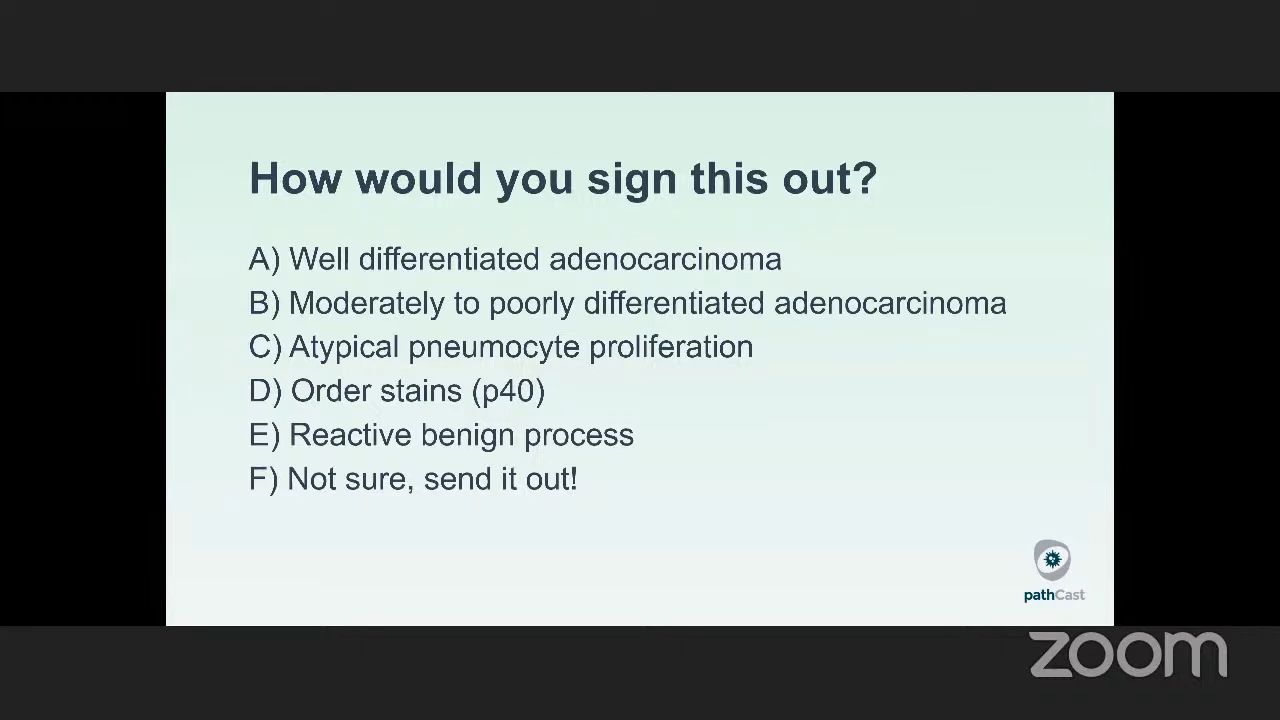 How would you sign this out?
A) Well differentiated adenocarcinoma
B) Moderately to poorly differentiated adenocarcinoma
C) Atypical pneumocyte proliferation
D) Order stains (p40)
E) Reactive benign process
F) Not sure, send it out!
pathCast
zoom